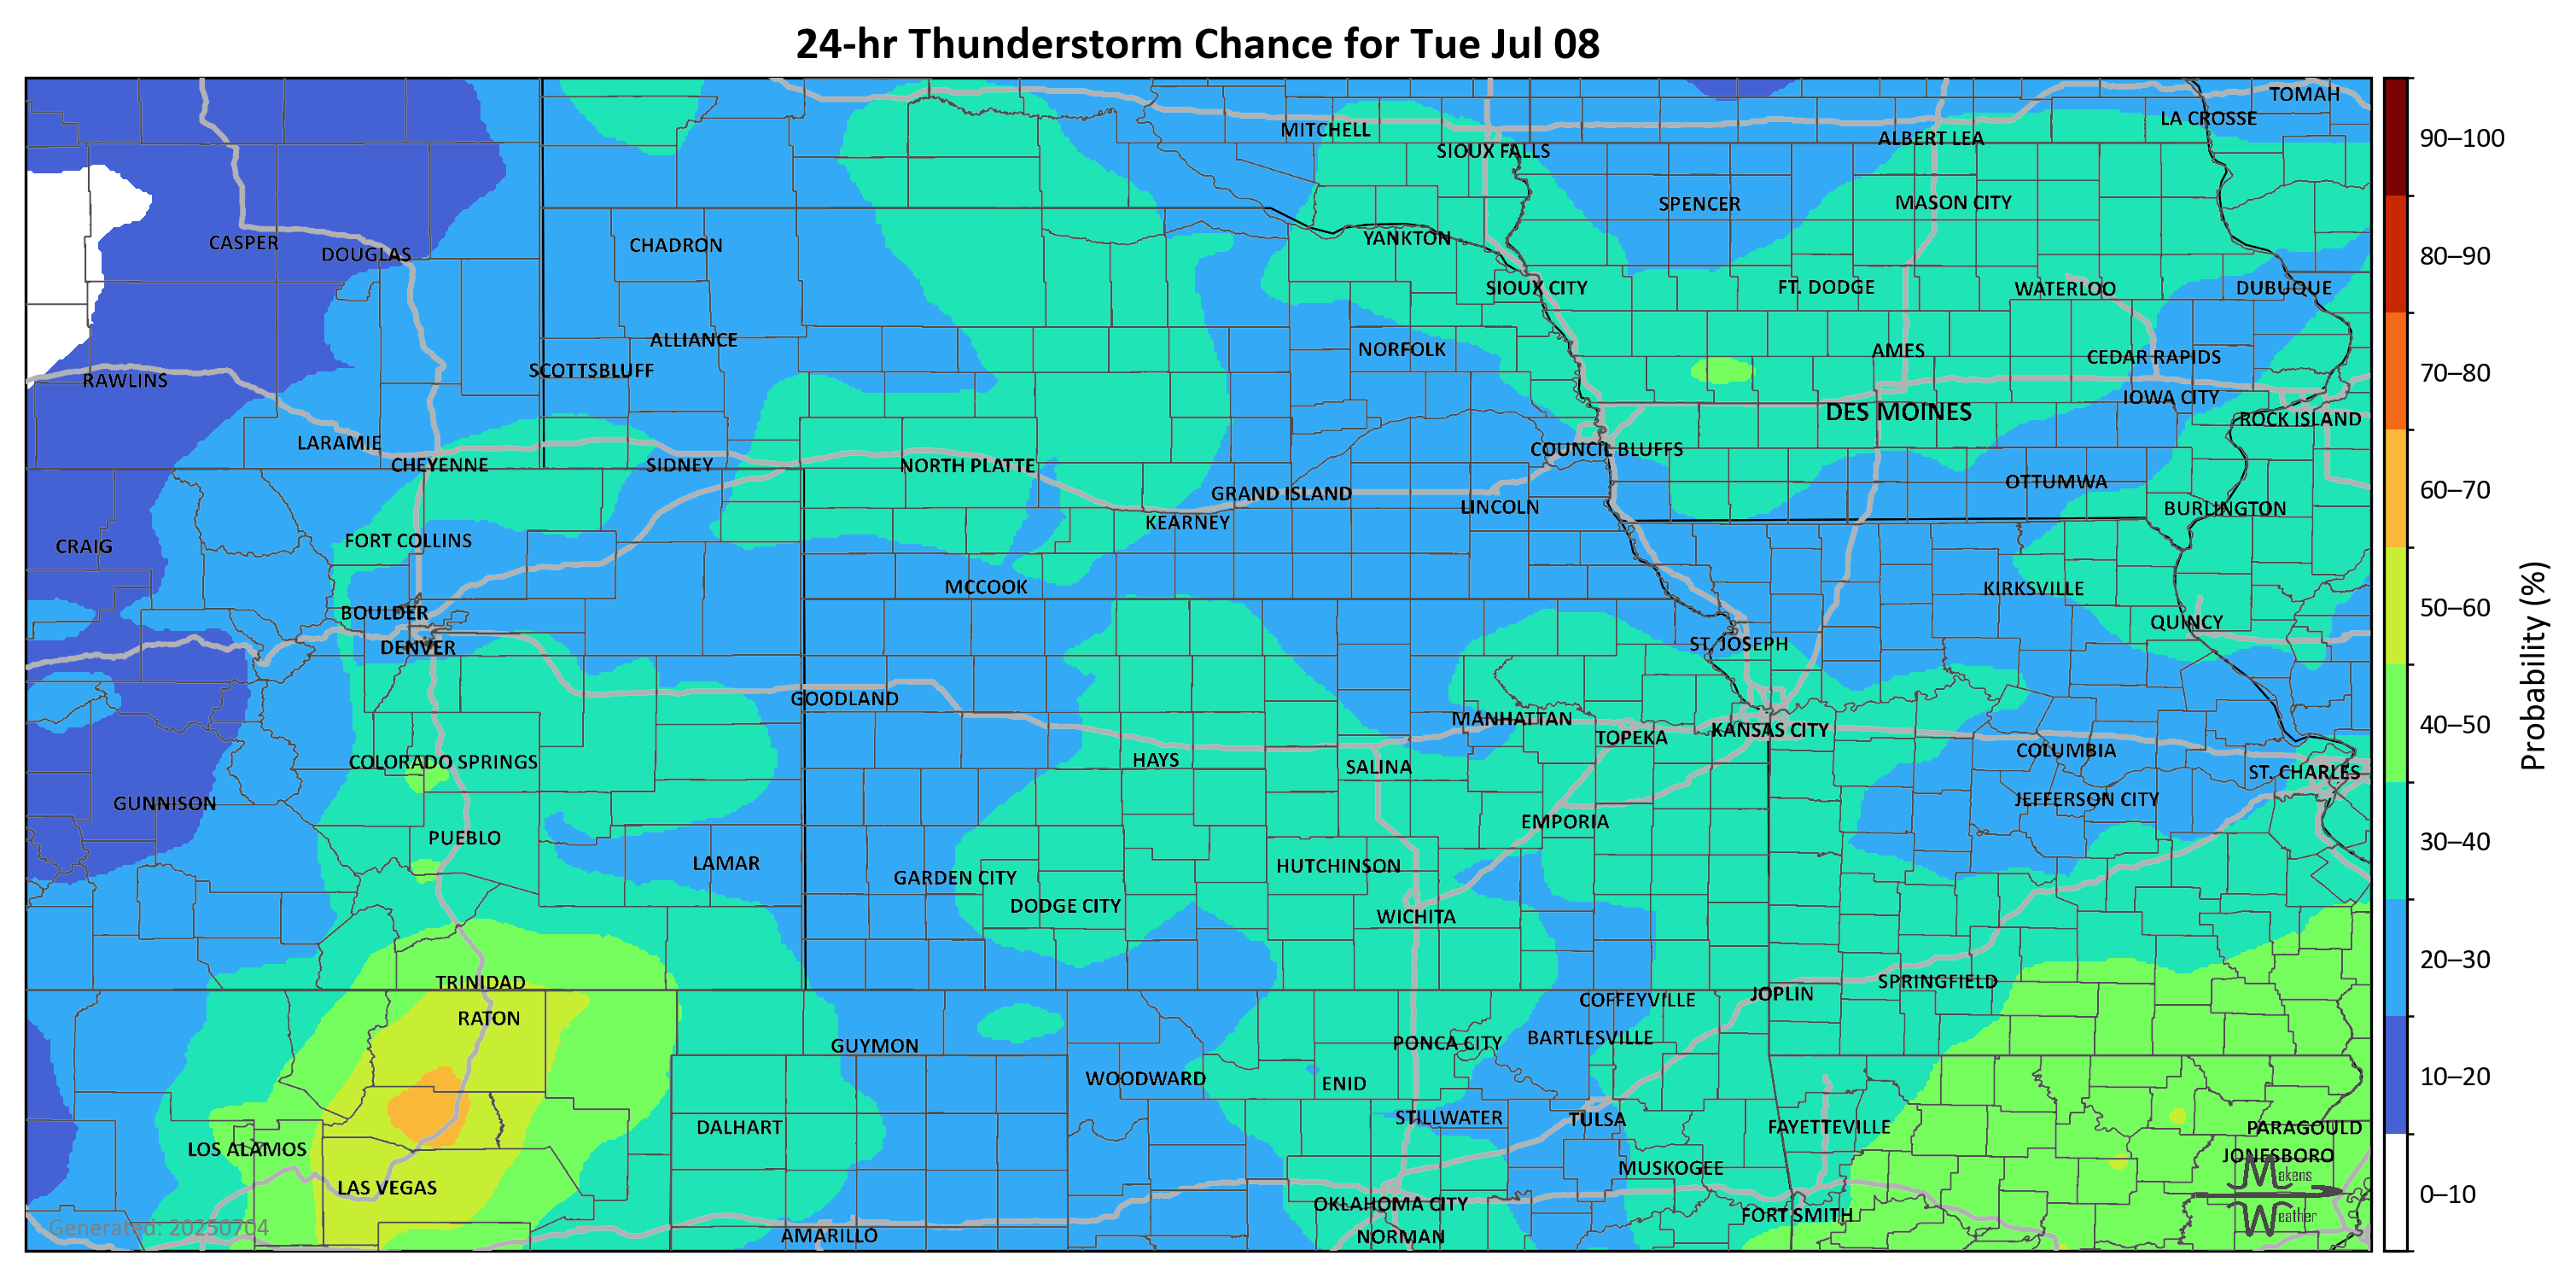 24-hr Thunderstorm Chance for Tue Jul 08
TOMAH
LA CROSSE
MITCHELL
ALBERT LEA
90–100
SIOUX FALLS
MASON CITY
SPENCER
YANKTON
CASPER
CHADRON
DOUGLAS
80–90
SIOUX CITY
FT. DODGE
WATERLOO
DUBUQUE
ALLIANCE
NORFOLK
AMES
CEDAR RAPIDS
SCOTTSBLUFF
RAWLINS
70–80
IOWA CITY
DES MOINES
ROCK ISLAND
LARAMIE
COUNCIL BLUFFS
CHEYENNE
SIDNEY
NORTH PLATTE
OTTUMWA
60–70
GRAND ISLAND
LINCOLN
BURLINGTON
KEARNEY
FORT COLLINS
CRAIG
MCCOOK
KIRKSVILLE
BOULDER
50–60
QUINCY
DENVER
ST. JOSEPH
GOODLAND
MANHATTAN
KANSAS CITY
40–50
TOPEKA
COLUMBIA
COLORADO SPRINGS
HAYS
SALINA
ST. CHARLES
GUNNISON
JEFFERSON CITY
EMPORIA
PUEBLO
30–40
LAMAR
HUTCHINSON
GARDEN CITY
DODGE CITY
WICHITA
20–30
TRINIDAD
SPRINGFIELD
JOPLIN
COFFEYVILLE
RATON
BARTLESVILLE
PONCA CITY
GUYMON
WOODWARD
ENID
10–20
STILLWATER
TULSA
DALHART
FAYETTEVILLE
PARAGOULD
LOS ALAMOS
JONESBORO
MUSKOGEE
Makens
LAS VEGAS
0–10
OKLAHOMA CITY
FORT SMITH
Weather
Generated: 20250704
AMARILLO
NORMAN
Probability (%)